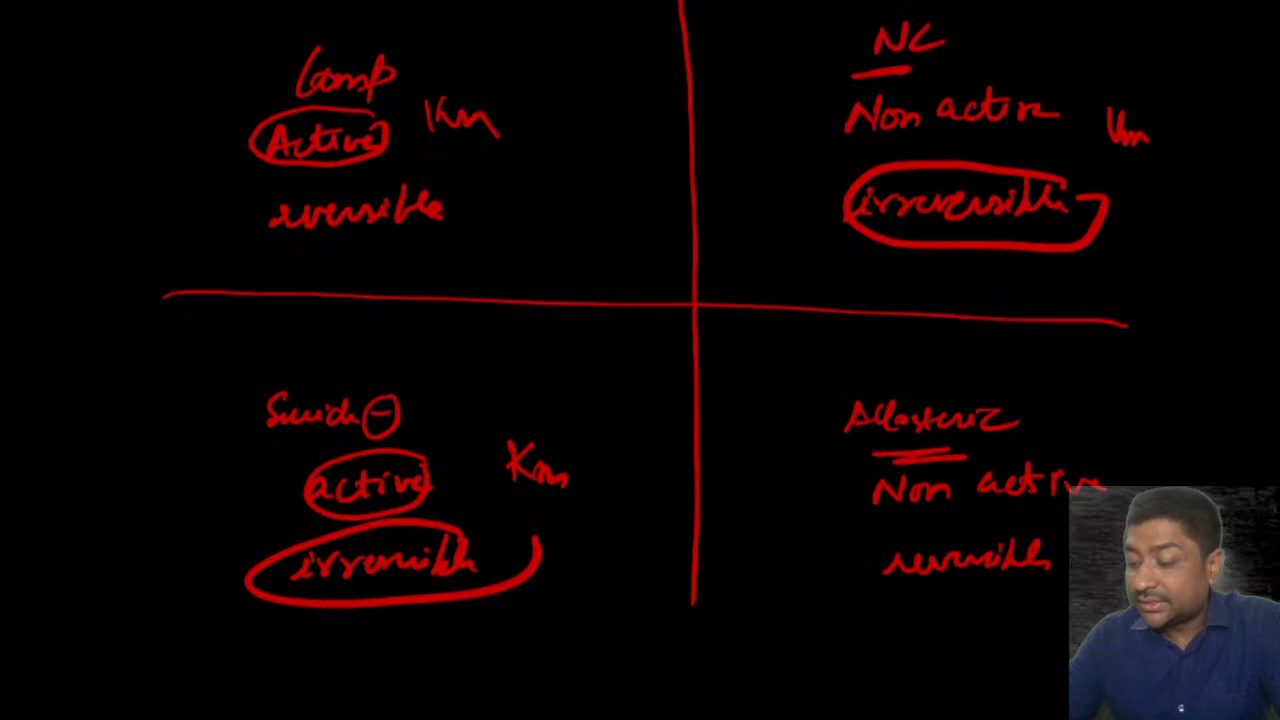 Comp
Active Km
reversible
NC
Non active Vm
irreversible
Suicide -
active Km
irreversible
Allosteric
Non active
reversible